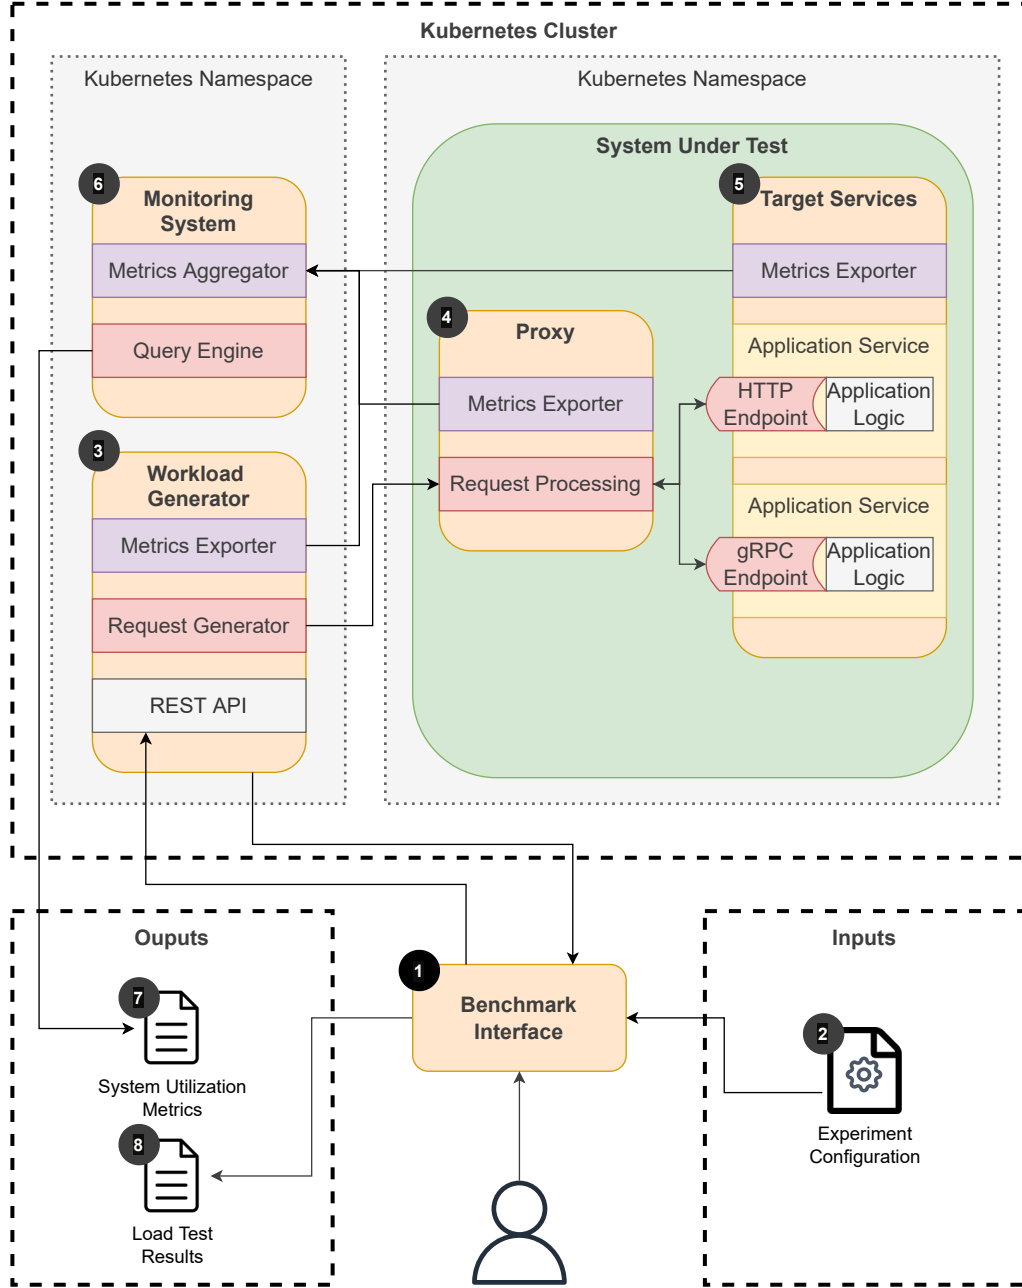 Kubernetes Cluster
Kubernetes Namespace
6
Monitoring
System
Metrics Aggregator
Query Engine
3
Workload
Generator
Metrics Exporter
Request Generator
REST API
Kubernetes Namespace
System Under Test
4
Proxy
Metrics Exporter
Request Processing
5
Target Services
Metrics Exporter
Application Service
HTTP
Endpoint
Application
Logic
Application Service
gRPC
Endpoint
Application
Logic
Ouputs
7
System Utilization
Metrics
8
Load Test
Results
1
Benchmark
Interface
Inputs
2
Experiment
Configuration